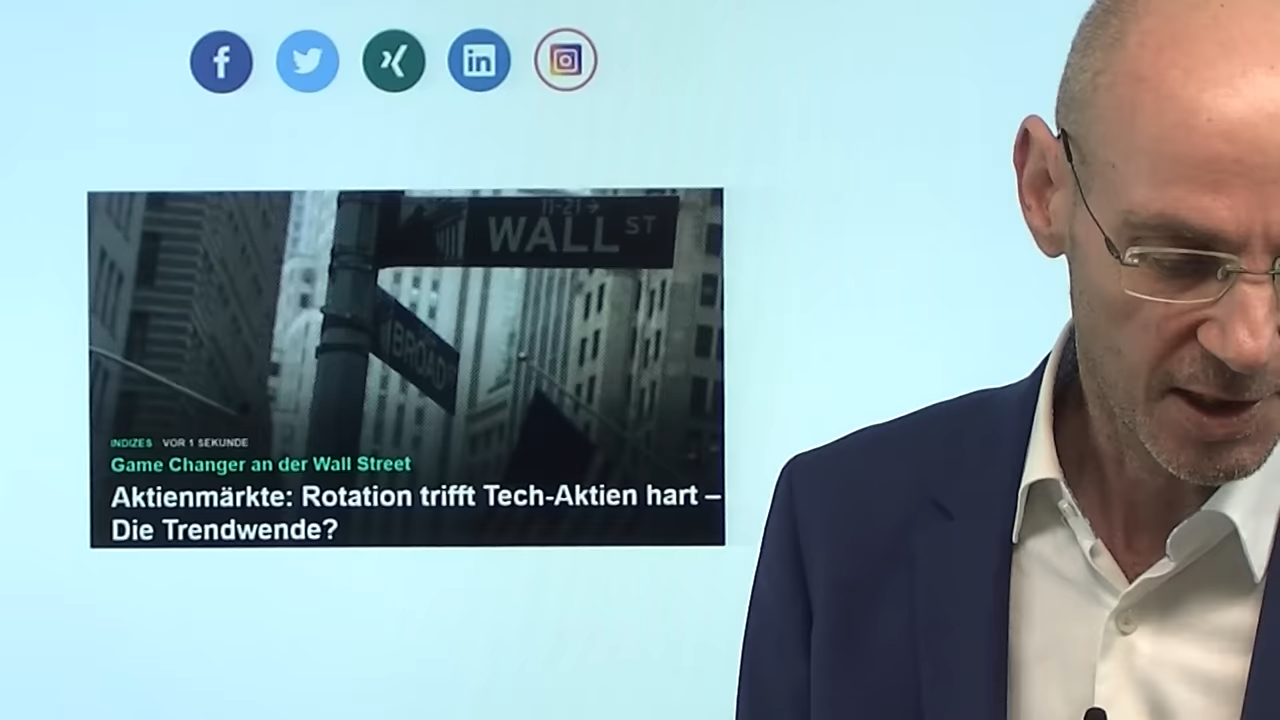 f in
11-21 →
WALL ST
BROAD
INDIZES VOR 1 SEKUNDE
Game Changer an der Wall Street
Aktienmärkte: Rotation trifft Tech-Aktien hart –
Die Trendwende?